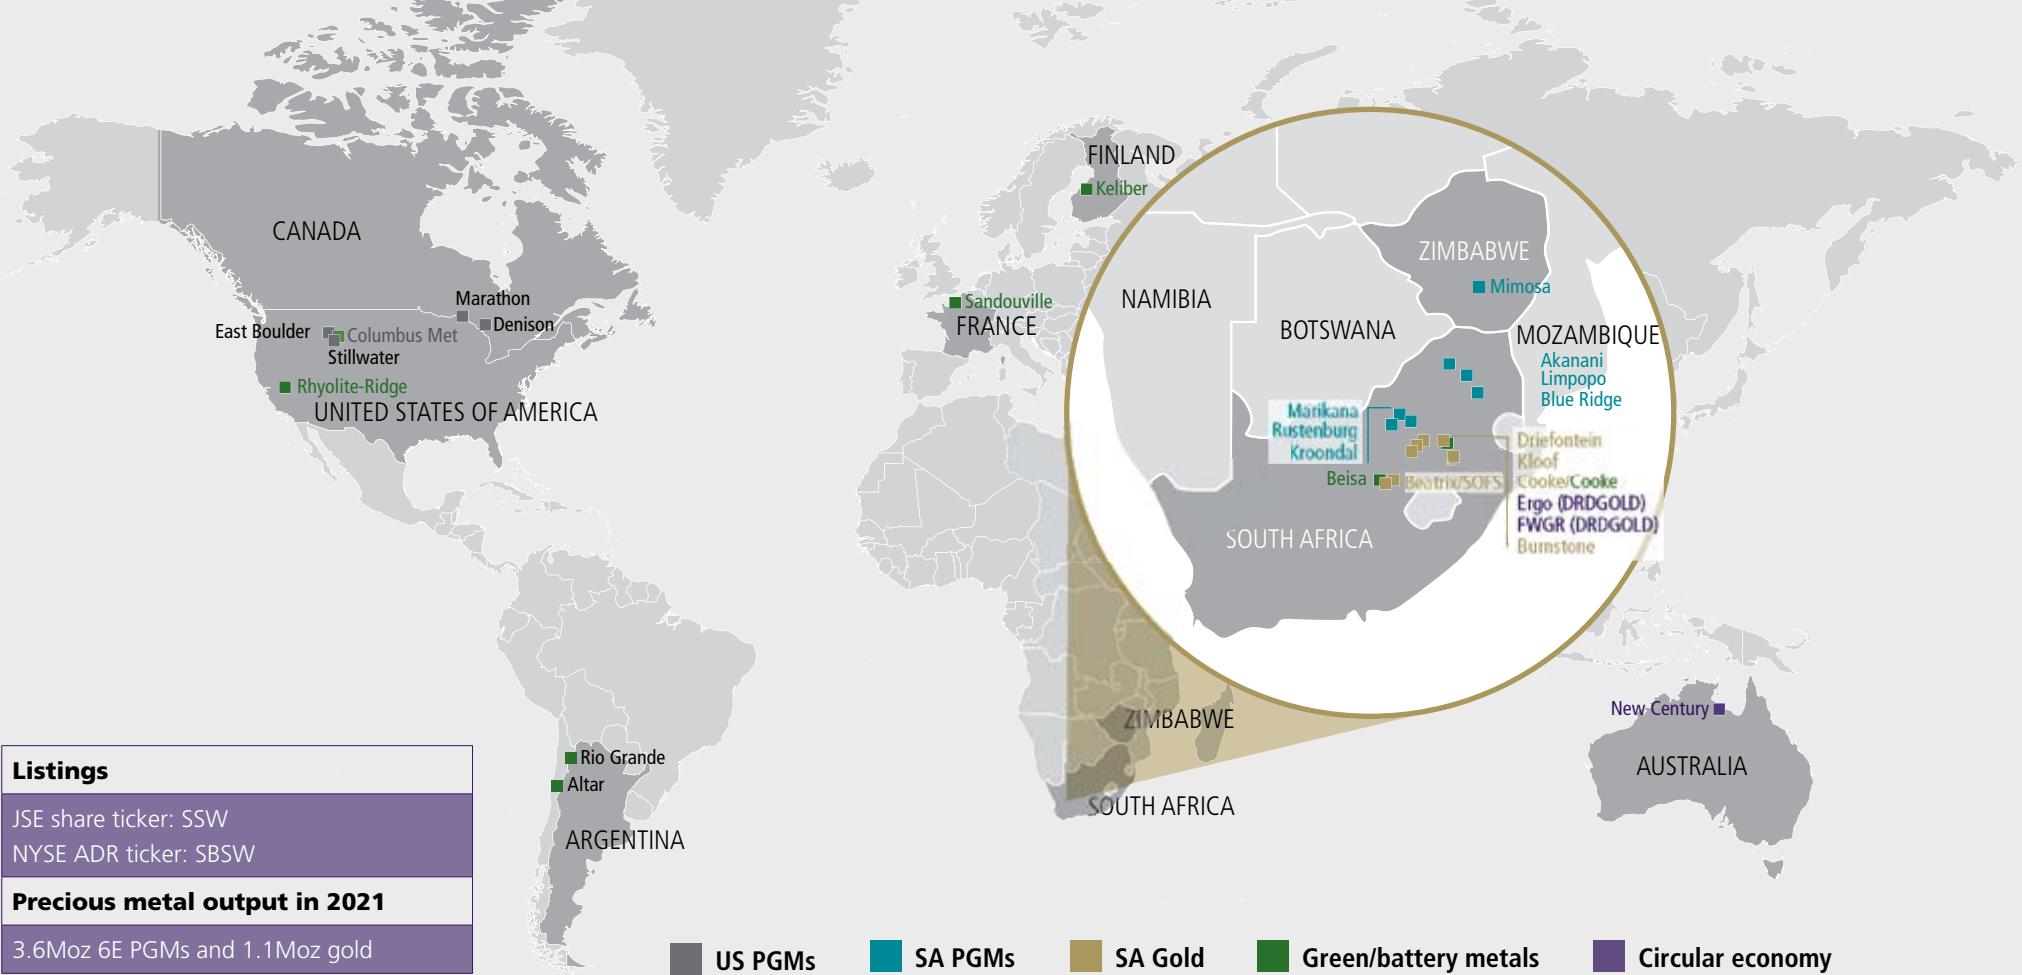 CANADA
Marathon
Denison
East Boulder
Columbus Met
Stillwater
Rhyolite-Ridge
UNITED STATES OF AMERICA
FINLAND
Keliber
Sandouville
FRANCE
ZIMBABWE
Mimosa
NAMIBIA
BOTSWANA
MOZAMBIQUE
Akanani
Limpopo
Blue Ridge
Marikana
Rustenburg
Kroondal
Driefontein
Kloof
Cooke/Cooke
Ergo (DRDGOLD)
FWGR (DRDGOLD)
Burnstone
Beisa
Beatrix/SOFS
SOUTH AFRICA
ZIMBABWE
SOUTH AFRICA
New Century
AUSTRALIA
Rio Grande
Altar
ARGENTINA
Listings
JSE share ticker: SSW
NYSE ADR ticker: SBSW
Precious metal output in 2021
3.6Moz 6E PGMs and 1.1Moz gold
US PGMs
SA PGMs
SA Gold
Green/battery metals
Circular economy